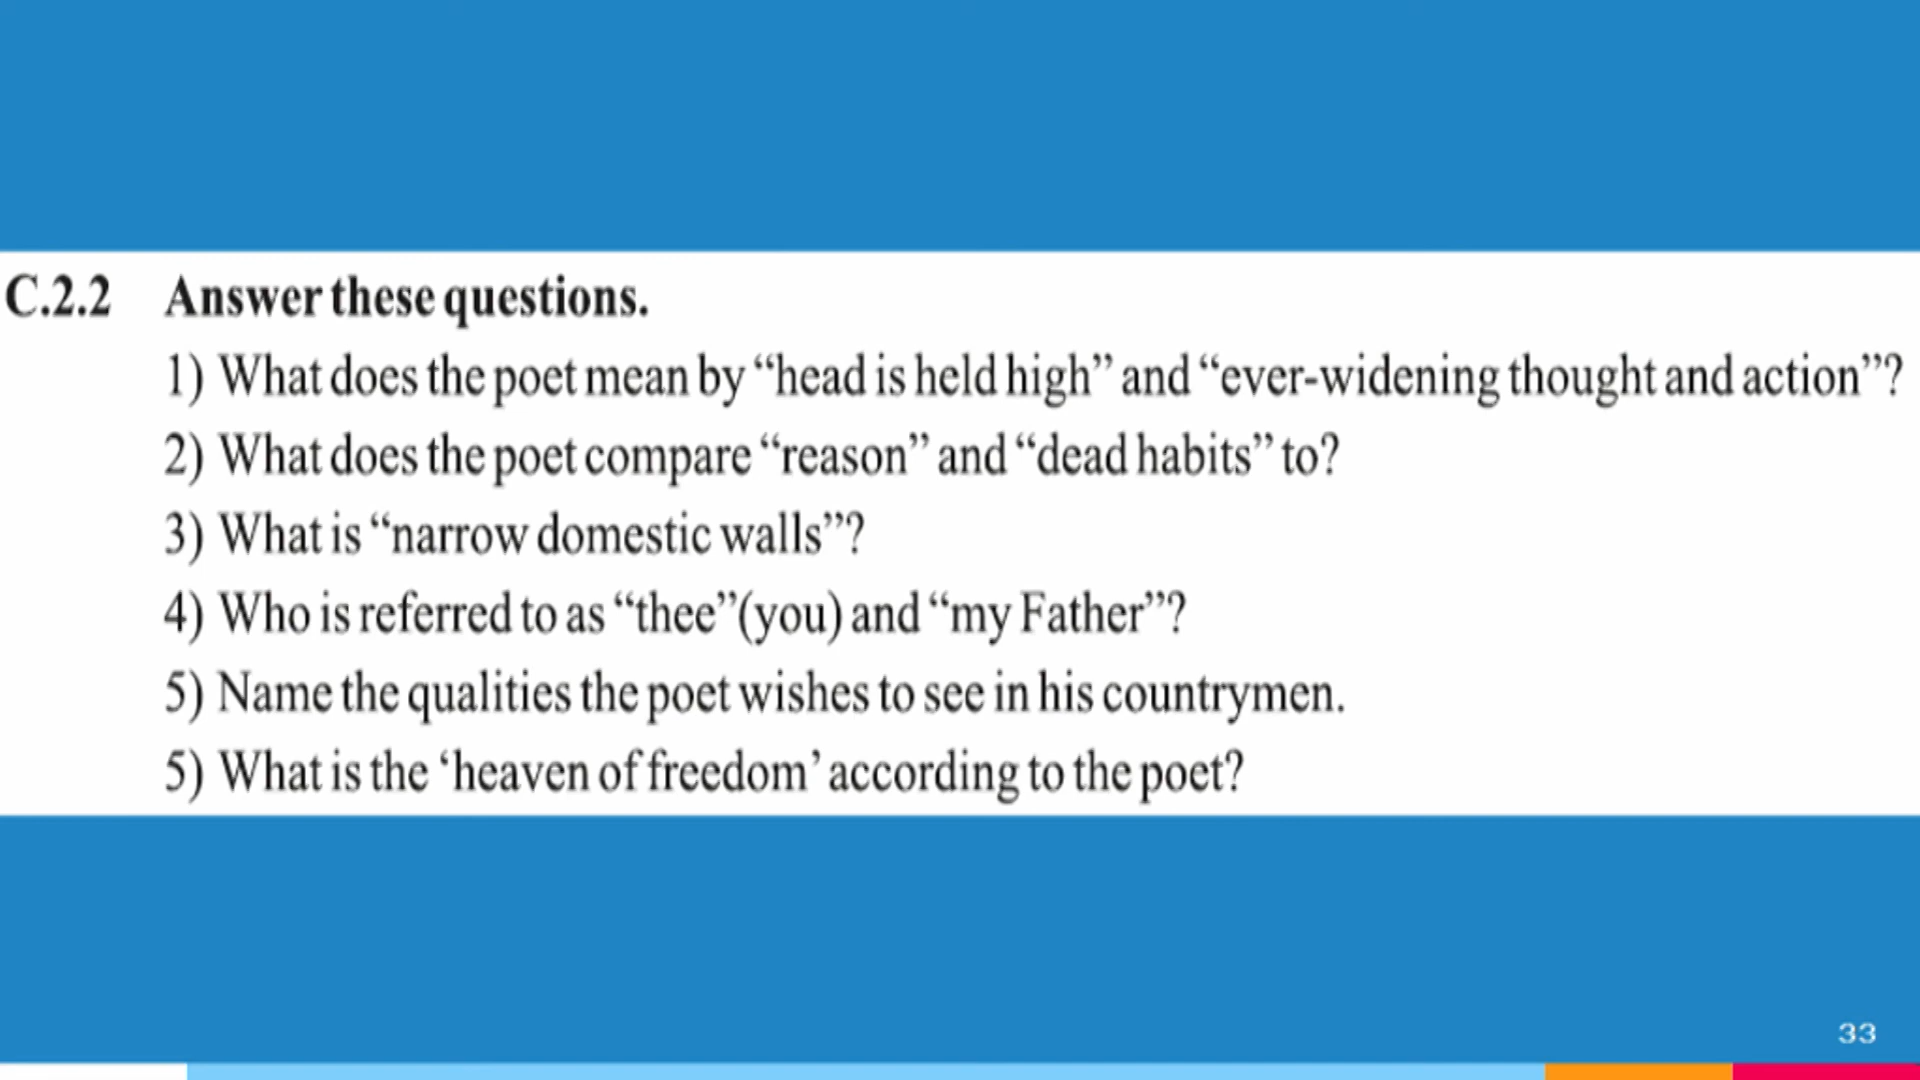 C.2.2 Answer these questions.
1) What does the poet mean by “head is held high” and “ever-widening thought and action”?
2) What does the poet compare “reason” and “dead habits” to?
3) What is “narrow domestic walls”?
4) Who is referred to as “thee”(you) and “my Father”?
5) Name the qualities the poet wishes to see in his countrymen.
5) What is the ‘heaven of freedom’ according to the poet?
33